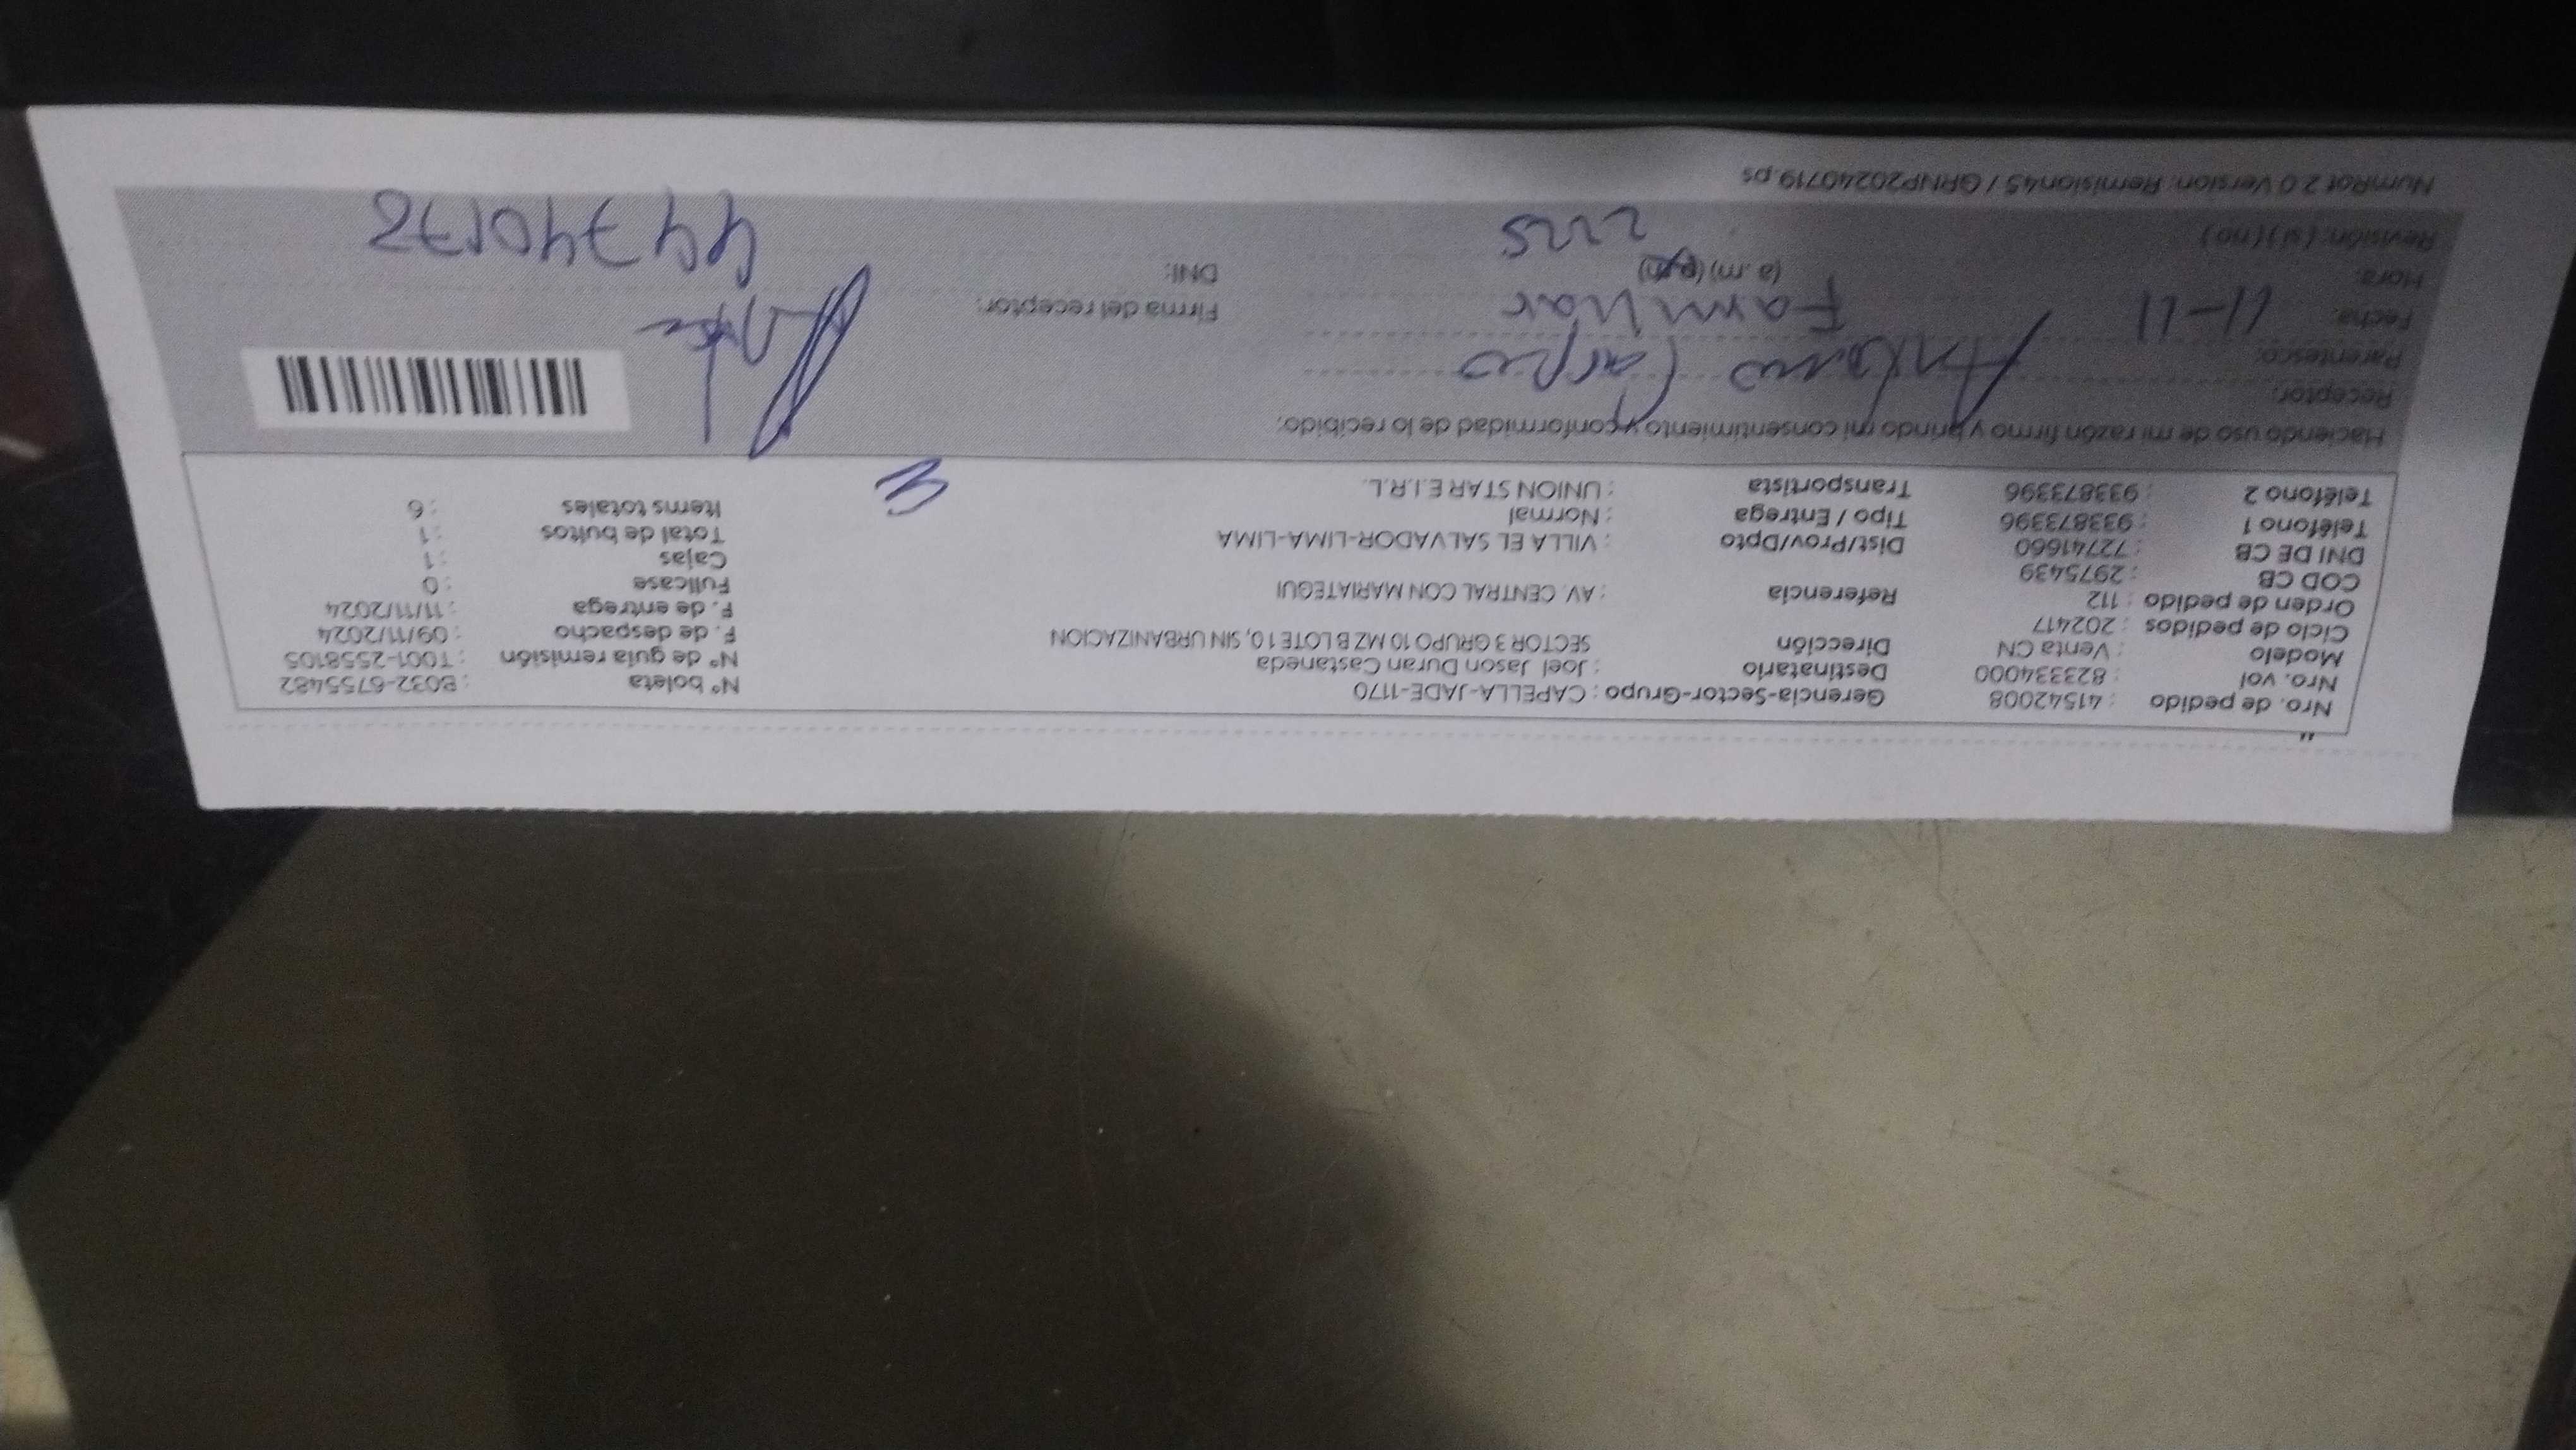 "
Nro. de pedido : 41542008 Gerencia-Sector-Grupo : CAPELLA-JADE-1170 N° boleta : B032-6755482
Nro. vol : 823334000 Destinatario : Joel Jason Duran Castaneda N° de guía remisión : T001-2558105
Modelo : Venta CN Dirección SECTOR 3 GRUPO 10 MZ B LOTE 10, SIN URBANIZACION F. de despacho : 09/11/2024
Ciclo de pedidos : 202417 F. de entrega : 11/11/2024
Orden de pedido : 112 Referencia : AV. CENTRAL CON MARIATEGUI Fullcase : 0
COD CB : 2975439 Cajas : 1
DNI DE CB : 72741660 Dist/Prov/Dpto : VILLA EL SALVADOR-LIMA-LIMA Total de bultos : 1
Teléfono 1 : 933873396 Tipo / Entrega : Normal Items totales : 6
Teléfono 2 : 933873396 Transportista : UNION STAR E.I.R.L.
Haciendo uso de mi razón firmo y brindo mi consentimiento y conformidad de lo recibido:
Receptor: Antonio Carpio
Parentesco: Familiar Firma del receptor:
Fecha: 11-11
Hora: (a. m) (p.m) 2225 DNI: 44740178
Revisión: (si) (no)
NumRot 2.0 Version. Remision45 / GRNP20240719.ps